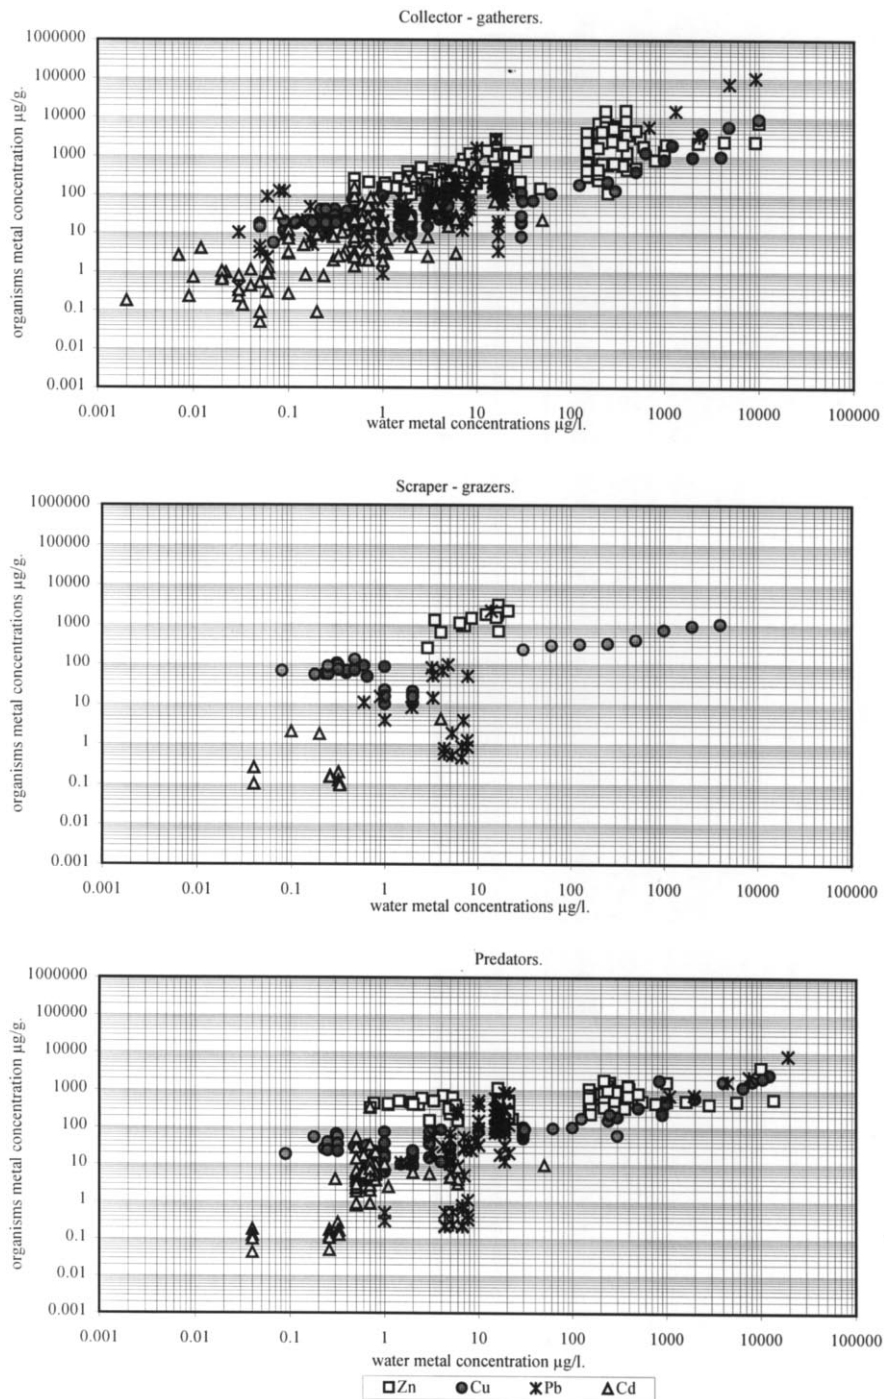 Collector - gatherers.
1000000
100000
10000
1000
100
10
1
0.1
0.01
0.001
organisms metal concentration µg/g.
0.001 0.01 0.1 1 10 100 1000 10000 100000
water metal concentrations µg/l.
Scraper - grazers.
1000000
100000
10000
1000
100
10
1
0.1
0.01
0.001
organisms metal concentrations µg/g.
0.001 0.01 0.1 1 10 100 1000 10000 100000
water metal concentrations µg/l.
Predators.
1000000
100000
10000
1000
100
10
1
0.1
0.01
0.001
organisms metal concentration µg/g.
0.001 0.01 0.1 1 10 100 1000 10000 100000
water metal concentration µg/l.
Zn Cu Pb Cd